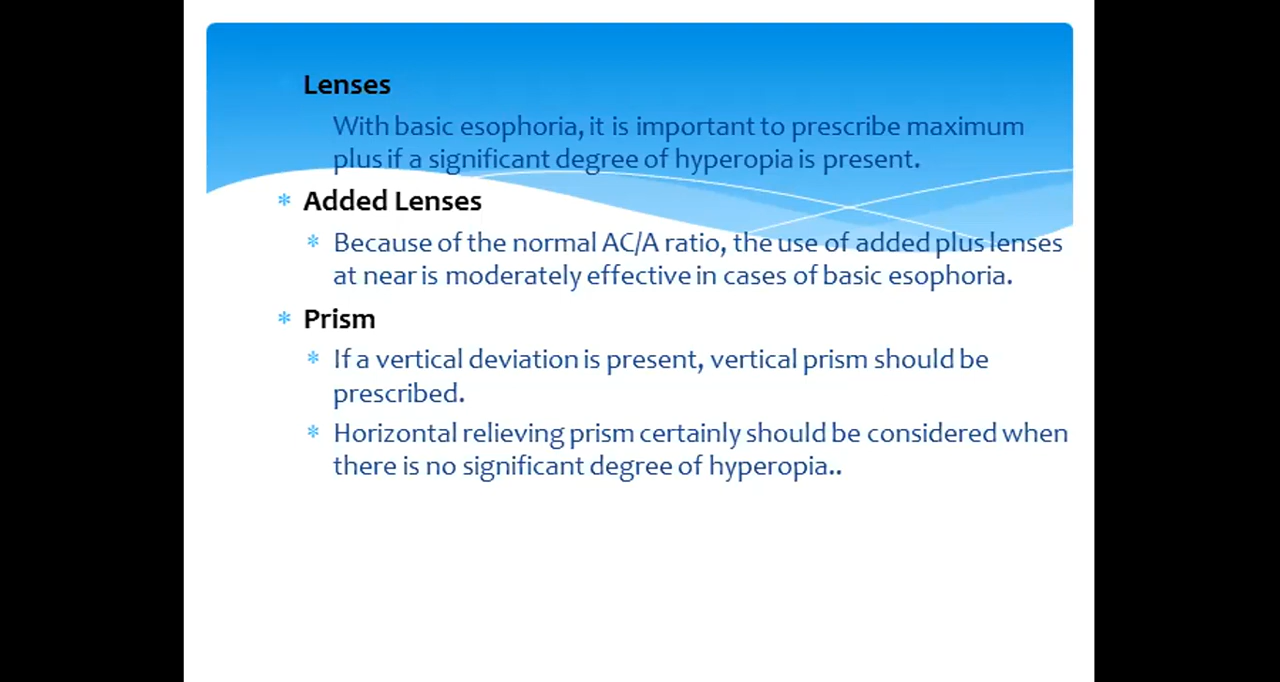 Lenses
With basic esophoria, it is important to prescribe maximum
plus if a significant degree of hyperopia is present.
* Added Lenses
* Because of the normal AC/A ratio, the use of added plus lenses
at near is moderately effective in cases of basic esophoria.
* Prism
* If a vertical deviation is present, vertical prism should be
prescribed.
* Horizontal relieving prism certainly should be considered when
there is no significant degree of hyperopia..